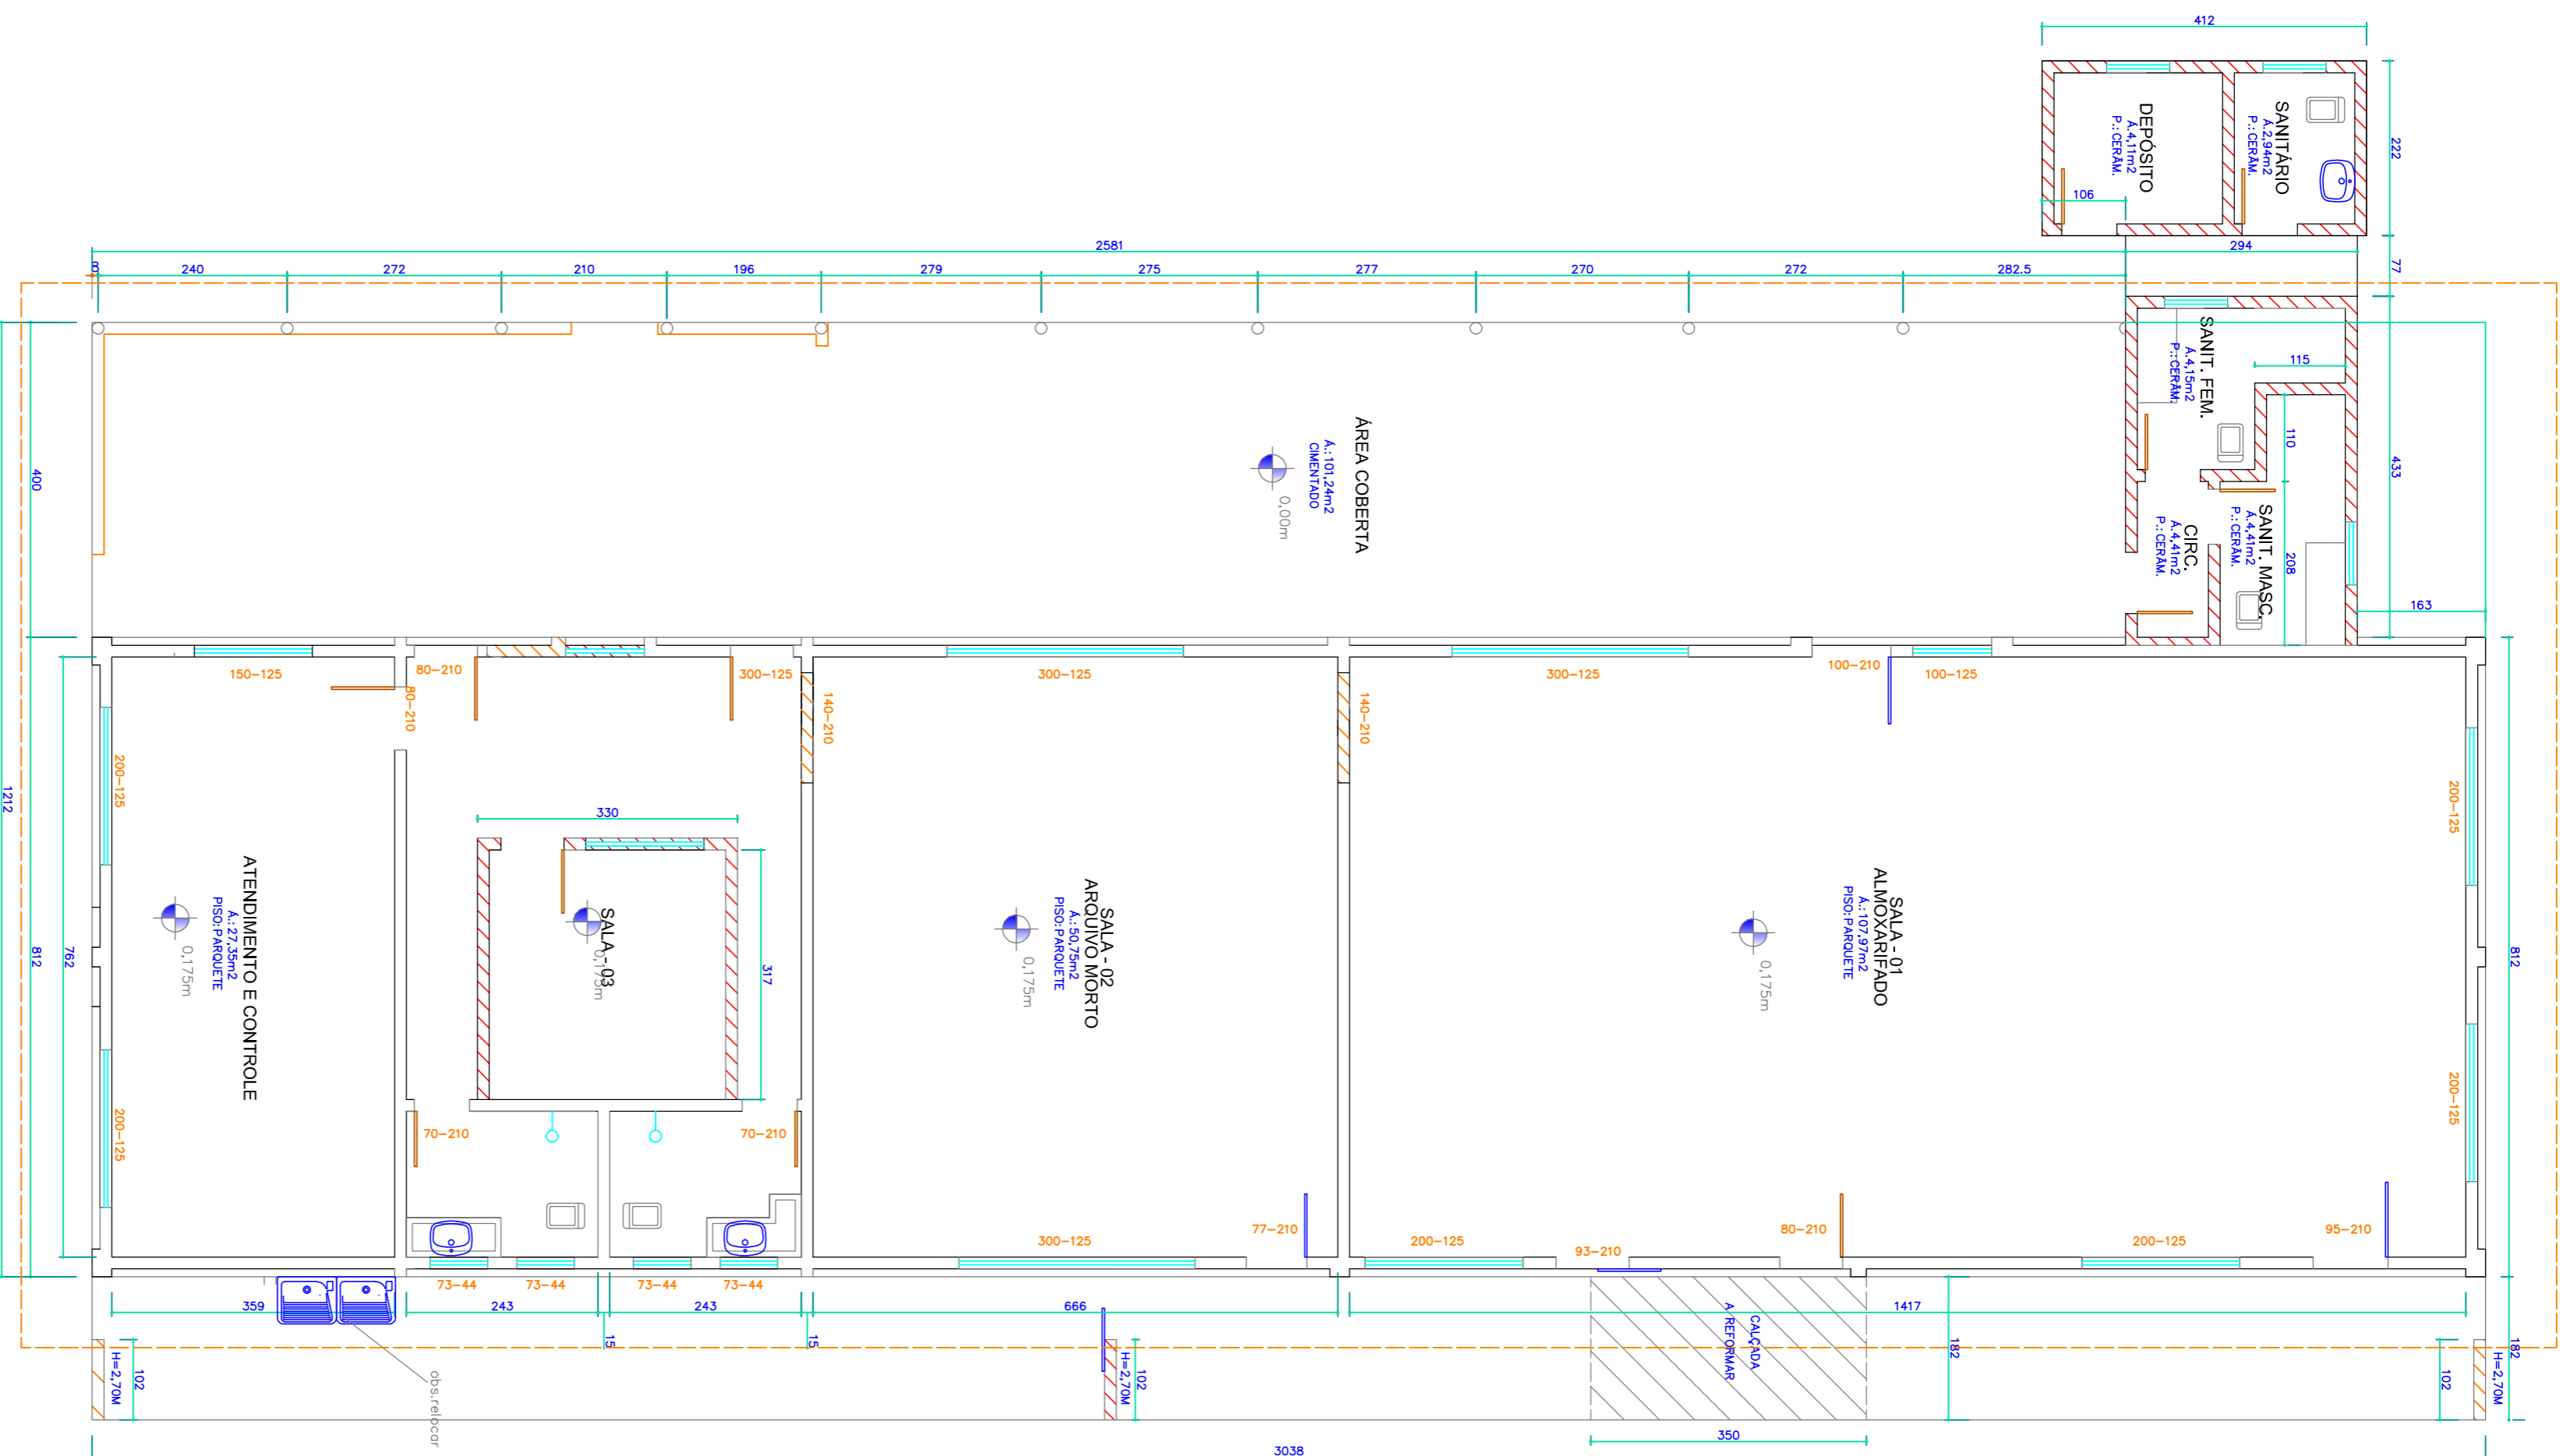 412
222
SANITÁRIO
Á.2,94m2
P.: CERÂM.
DEPÓSITO
Á.4,11m2
P.: CERÂM.
106
2581
294
77
8
240
272
210
196
279
275
277
270
272
282.5
SANIT. FEM.
Á.4,15m2
P.: CERÂM.
115
110
433
208
163
SANIT. MASC.
Á.4,41m2
P.: CERÂM.
CIRC.
Á.4,41m2
P.: CERÂM.
ÁREA COBERTA
Á.:101,24m2
CIMENTADO
0,00m
400
1212
812
762
150-125
80-210
80-210
300-125
140-210
300-125
140-210
300-125
100-210
100-125
200-125
200-125
200-125
200-125
812
330
317
ATENDIMENTO E CONTROLE
Á.: 27,35m2
PISO: PARQUETE
0,175m
SALA - 03
0,175m
SALA - 02
ARQUIVO MORTO
Á.: 50,75m2
PISO: PARQUETE
0,175m
SALA - 01
ALMOXARIFADO
Á.:107,97m2
PISO: PARQUETE
0,175m
70-210
70-210
77-210
300-125
200-125
93-210
80-210
200-125
95-210
73-44
73-44
73-44
73-44
359
243
243
666
1417
15
15
CALÇADA
A REFORMAR
182
182
102
H=2,70M
102
H=2,70M
102
H=2,70M
obs.relocar
350
3038